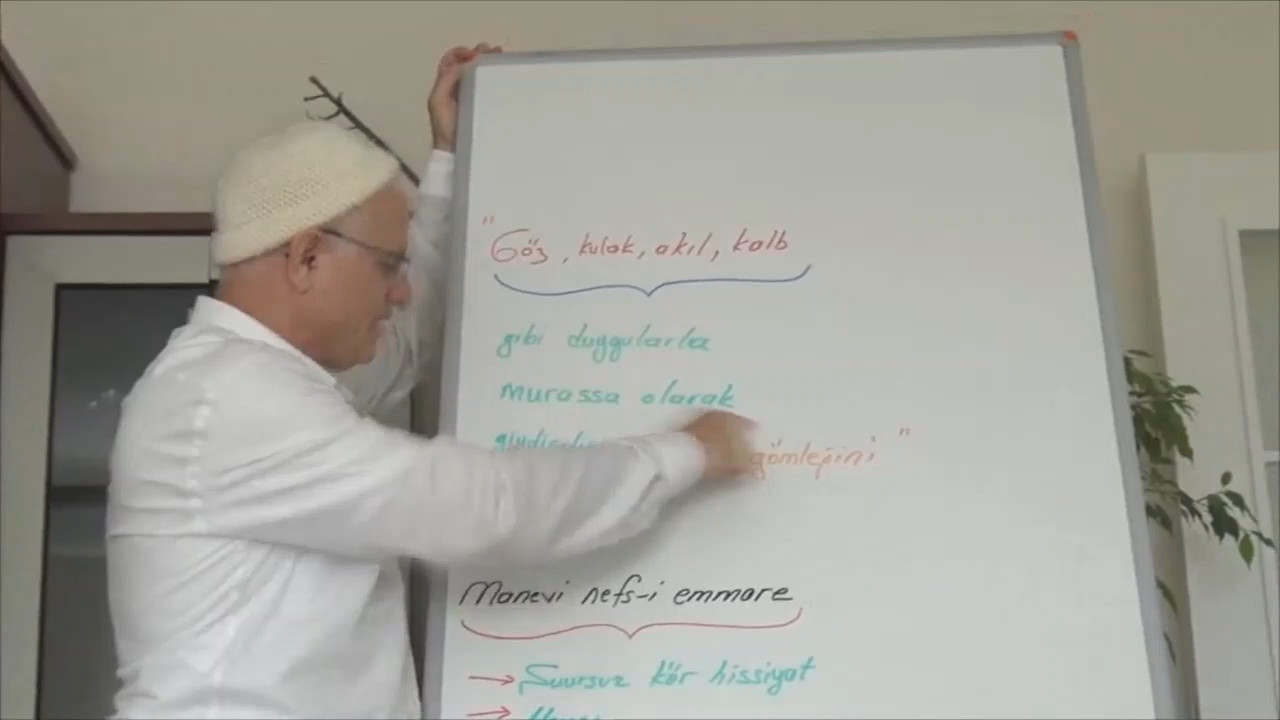 "Göz, kulak, akıl, kalb
gibi duygularla
murassa olarak
gömleğini"
Manevi nefs-i emmare
→ Şuursuz kör hissiyat
→